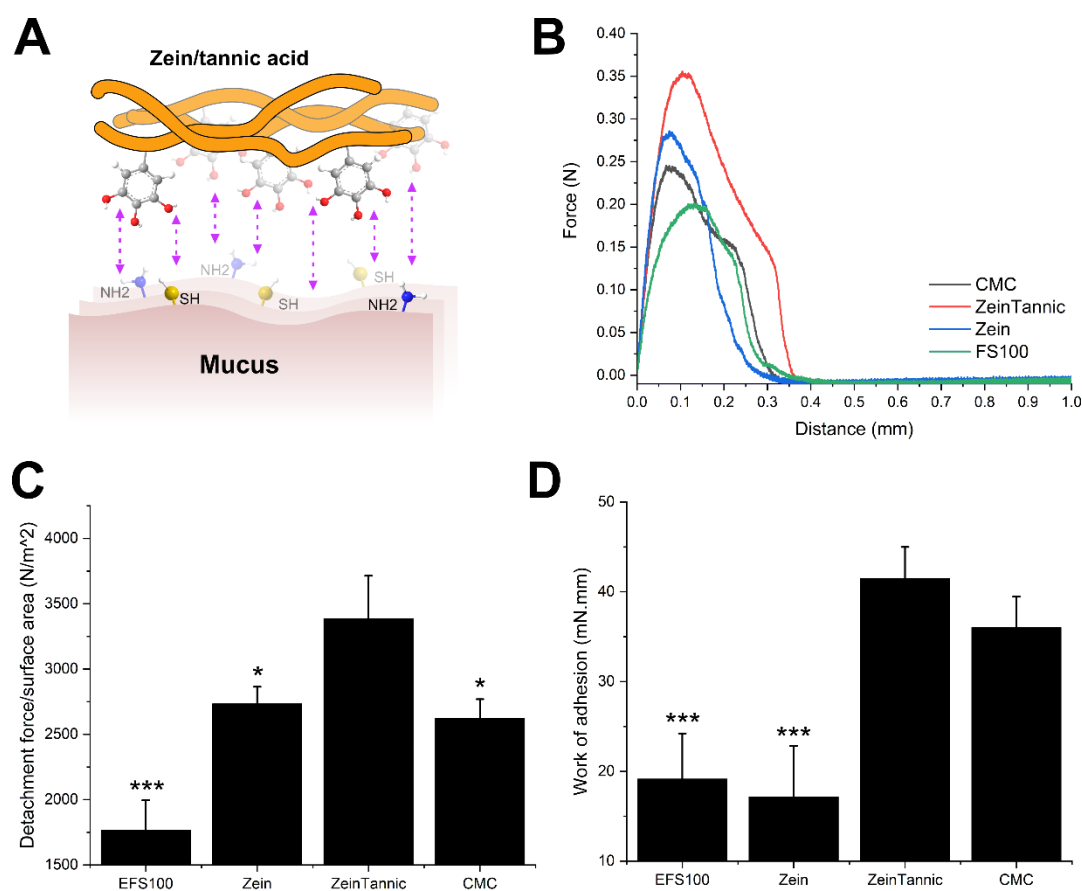 A
Zein/tannic acid
NH2
SH
NH2
SH
SH
NH2
Mucus
B
Force (N)
0.40
0.35
0.30
0.25
0.20
0.15
0.10
0.05
0.00
CMC
ZeinTannic
Zein
FS100
0.0 0.1 0.2 0.3 0.4 0.5 0.6 0.7 0.8 0.9 1.0
Distance (mm)
C
Detachment force/surface area (N/m^2)
4000
3500
3000
2500
2000
1500
***
*
*
EFS100 Zein ZeinTannic CMC
D
Work of adhesion (mN.mm)
50
40
30
20
10
***
***
EFS100 Zein ZeinTannic CMC